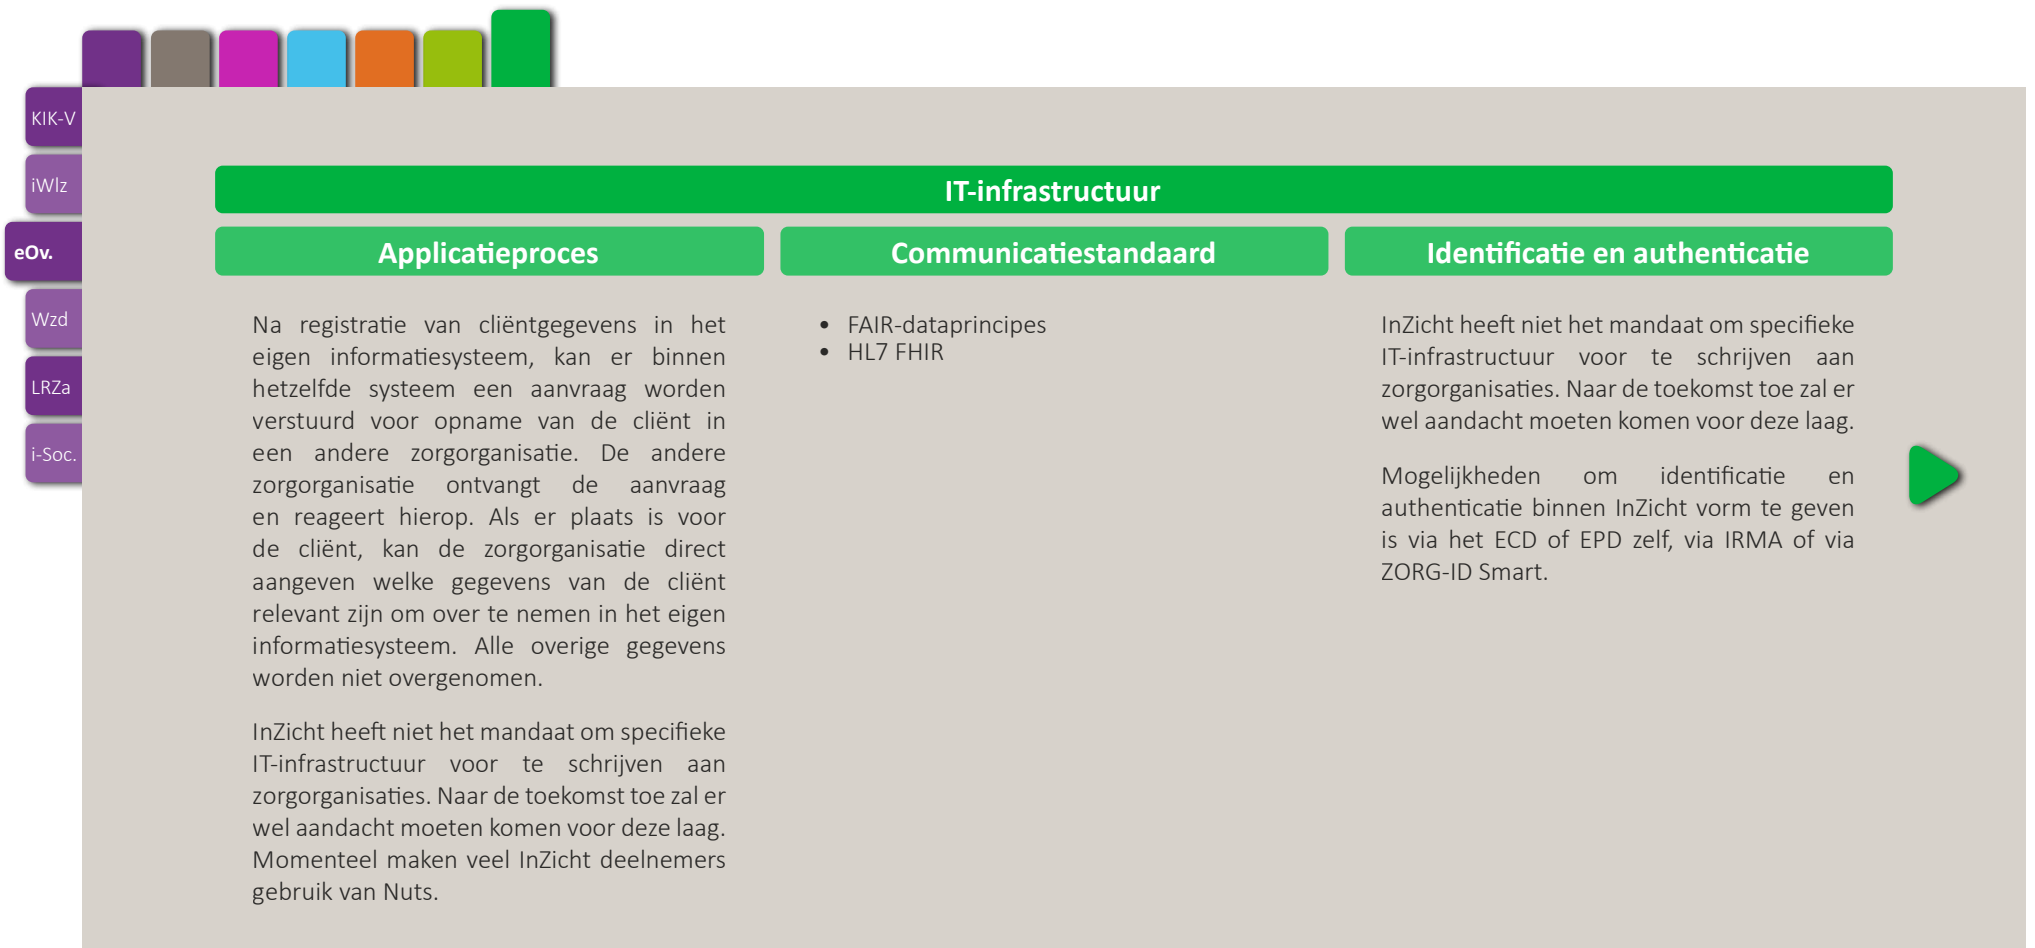 KIK-V
iWlz
eOv.
Wzd
LRZa
i-Soc.
IT-infrastructuur
Applicatieproces
Na registratie van cliëntgegevens in het
eigen informatiesysteem, kan er binnen
hetzelfde systeem een aanvraag worden
verstuurd voor opname van de cliënt in
een andere zorgorganisatie. De andere
zorgorganisatie ontvangt de aanvraag
en reageert hierop. Als er plaats is voor
de cliënt, kan de zorgorganisatie direct
aangeven welke gegevens van de cliënt
relevant zijn om over te nemen in het eigen
informatiesysteem. Alle overige gegevens
worden niet overgenomen.
InZicht heeft niet het mandaat om specifieke
IT-infrastructuur voor te schrijven aan
zorgorganisaties. Naar de toekomst toe zal er
wel aandacht moeten komen voor deze laag.
Momenteel maken veel InZicht deelnemers
gebruik van Nuts.
Communicatiestandaard
• FAIR-dataprincipes
• HL7 FHIR
Identificatie en authenticatie
InZicht heeft niet het mandaat om specifieke
IT-infrastructuur voor te schrijven aan
zorgorganisaties. Naar de toekomst toe zal er
wel aandacht moeten komen voor deze laag.
Mogelijkheden om identificatie en
authenticatie binnen InZicht vorm te geven
is via het ECD of EPD zelf, via IRMA of via
ZORG-ID Smart.